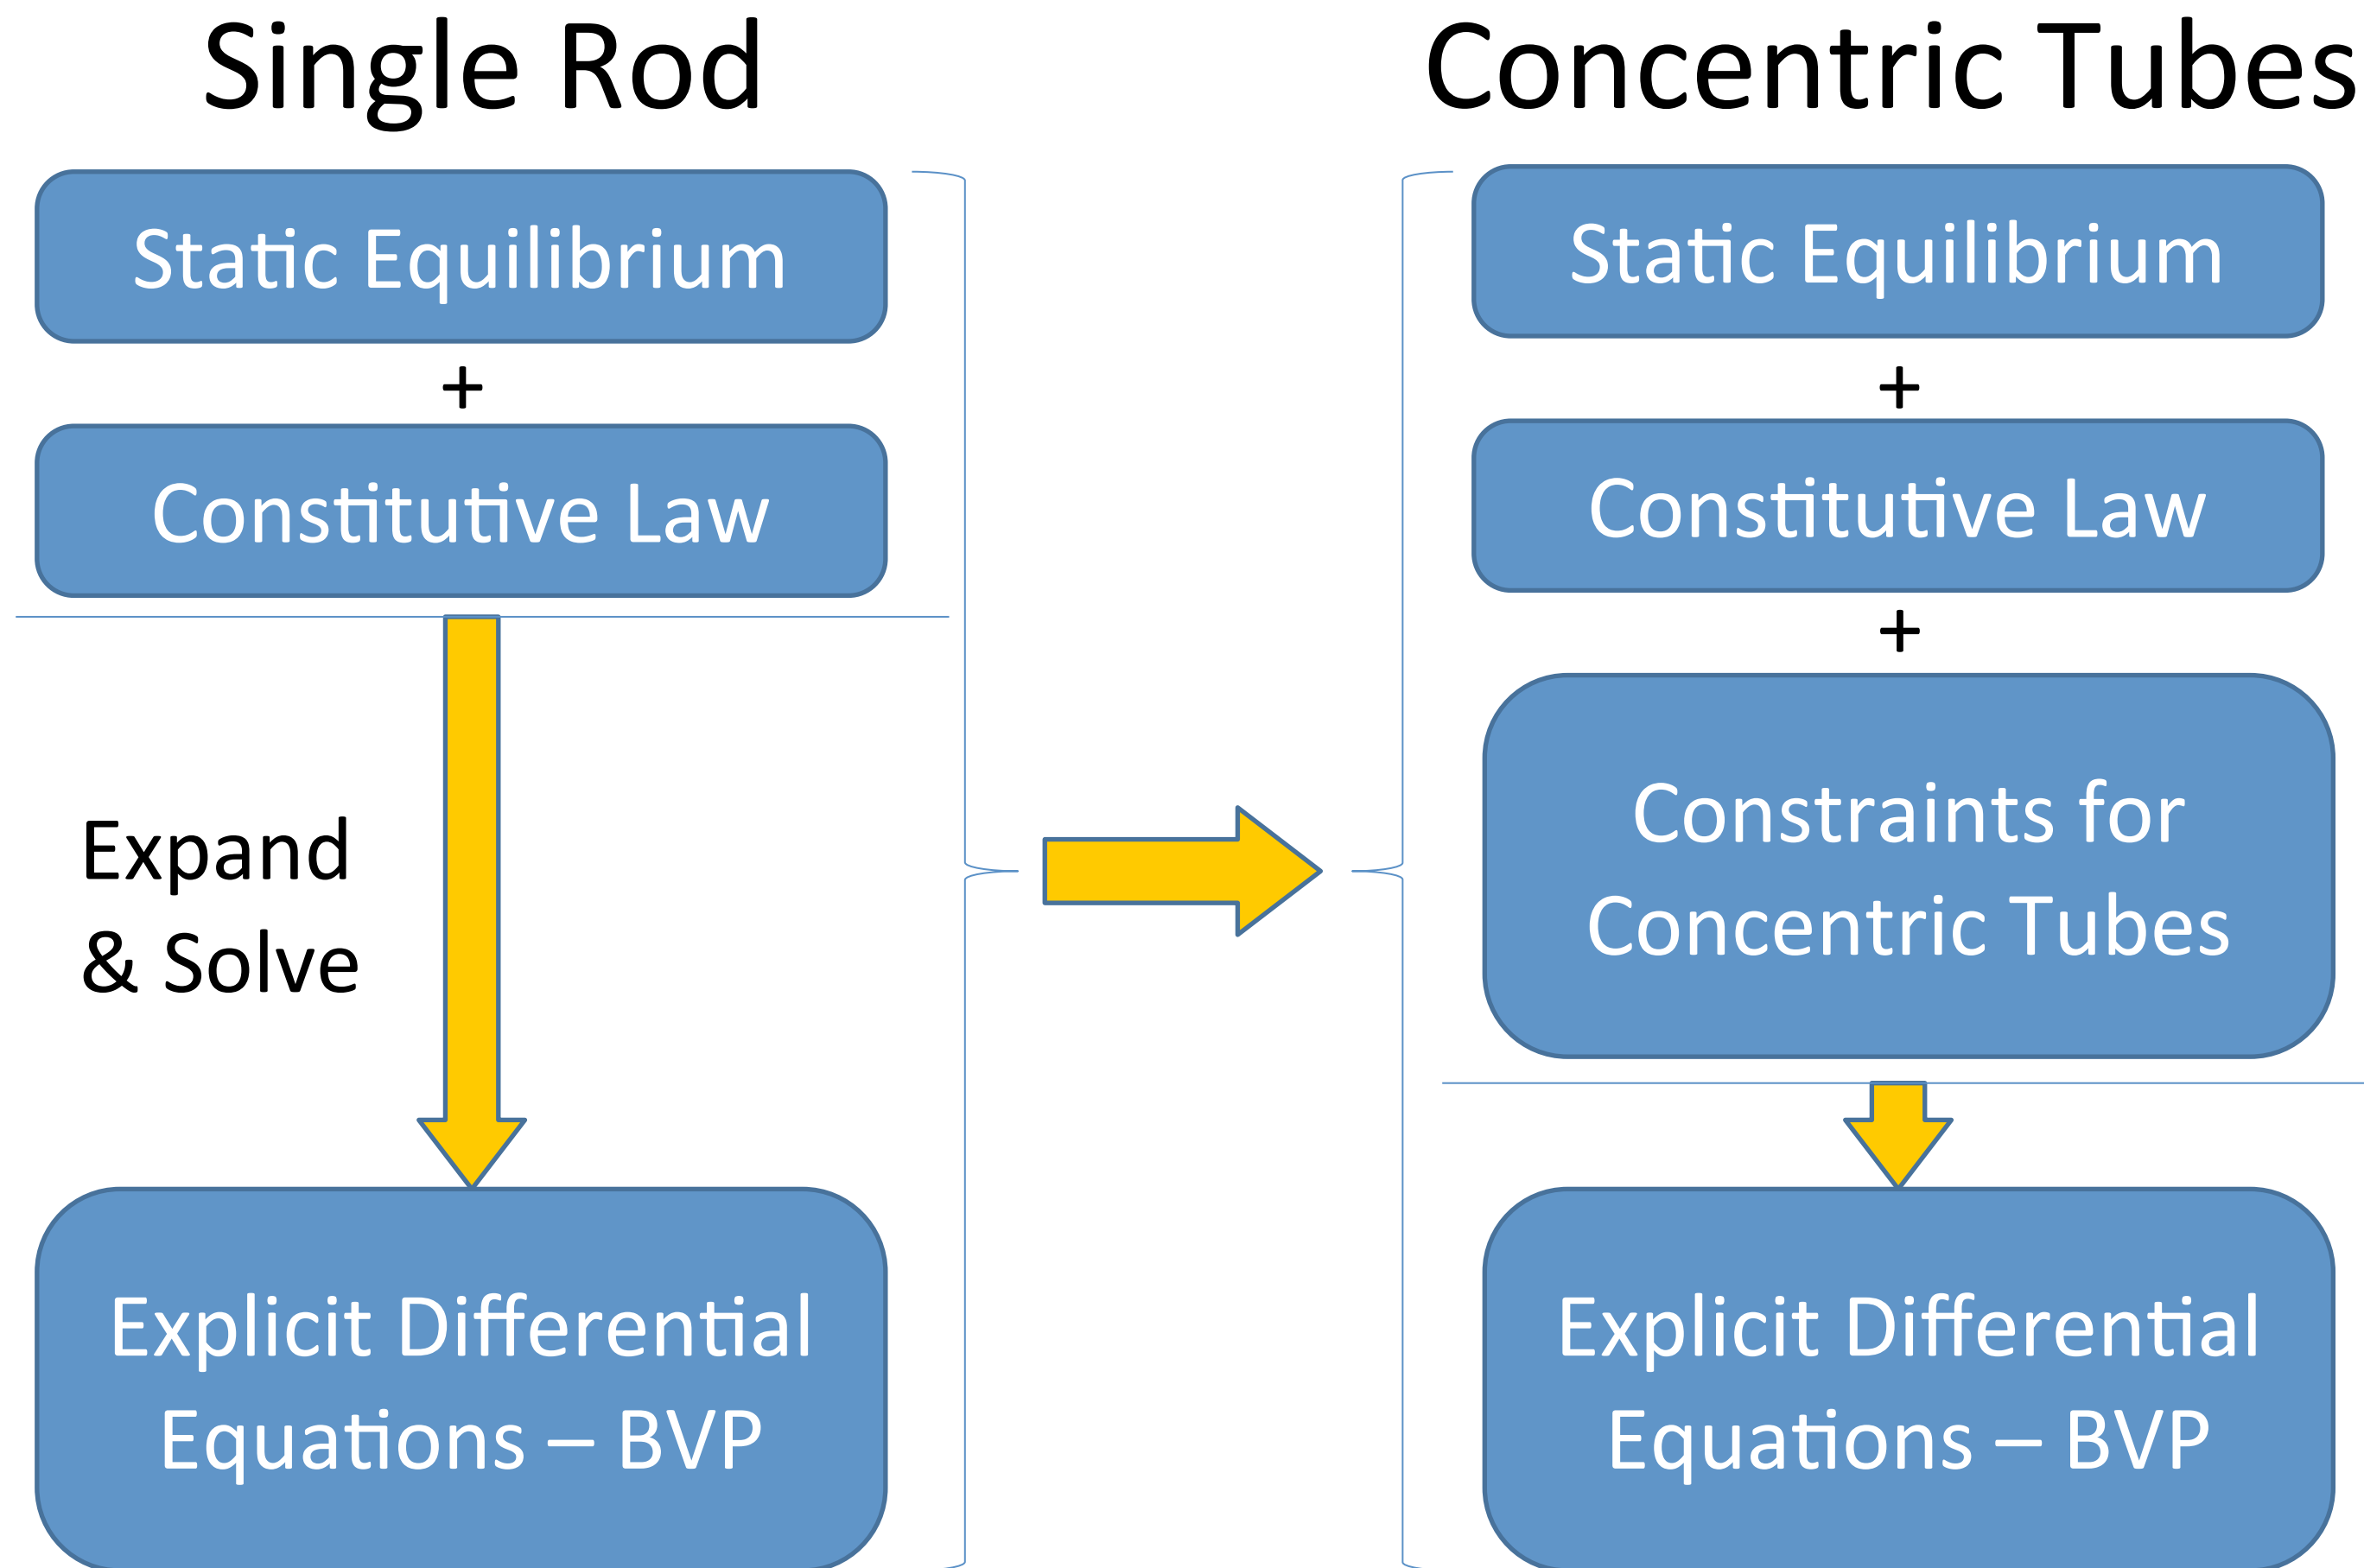 Single Rod
Static Equilibrium
+
Constitutive Law
Expand
& Solve
Explicit Differential
Equations – BVP
Concentric Tubes
Static Equilibrium
+
Constitutive Law
+
Constraints for
Concentric Tubes
Explicit Differential
Equations – BVP